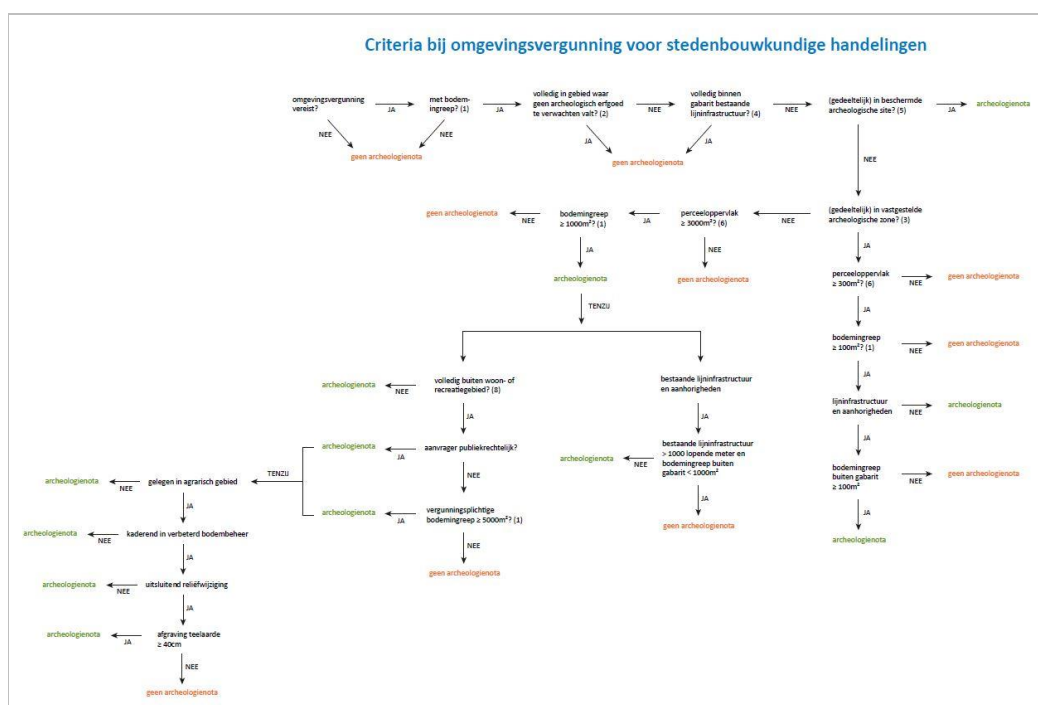 Criteria bij omgevingsvergunning voor stedenbouwkundige handelingen
omgevingsvergunning
vereist?
JA
NEE
met bodem-
ingreep? (1)
JA
NEE
geen archeologienota
volledig in gebied waar
geen archeologisch erfgoed
te verwachten valt? (2)
NEE
JA
volledig binnen
gabarit bestaande
lijninfrastructuur? (4)
NEE
JA
geen archeologienota
(gedeeltelijk) in beschermde
archeologische site? (5)
JA
archeologienota
NEE
(gedeeltelijk) in vastgestelde
archeologische zone? (3)
NEE
perceeloppervlak
≥ 3000m²? (6)
JA
bodemingreep
≥ 1000m²? (1)
NEE
geen archeologienota
JA
NEE
JA
archeologienota
geen archeologienota
perceeloppervlak
≥ 300m²? (6)
NEE
geen archeologienota
JA
bodemingreep
≥ 100m²? (1)
NEE
geen archeologienota
JA
lijninfrastructuur
en aanhorigheden
NEE
archeologienota
JA
bodemingreep
buiten gabarit
≥ 100m²
NEE
geen archeologienota
JA
archeologienota
TENZIJ
volledig buiten woon- of
recreatiegebied? (8)
NEE
archeologienota
JA
aanvrager publiekrechtelijk?
JA
archeologienota
NEE
vergunningsplichtige
bodemingreep ≥ 5000m²? (1)
JA
archeologienota
NEE
geen archeologienota
bestaande lijninfrastructuur
en aanhorigheden
JA
bestaande lijninfrastructuur
> 1000 lopende meter en
bodemingreep buiten
gabarit < 1000m²
NEE
archeologienota
JA
geen archeologienota
TENZIJ
gelegen in agrarisch gebied
NEE
archeologienota
JA
kaderend in verbeterd bodembeheer
NEE
archeologienota
JA
uitsluitend reliëfwijziging
NEE
archeologienota
JA
afgraving teelaarde
≥ 40cm
JA
archeologienota
NEE
geen archeologienota